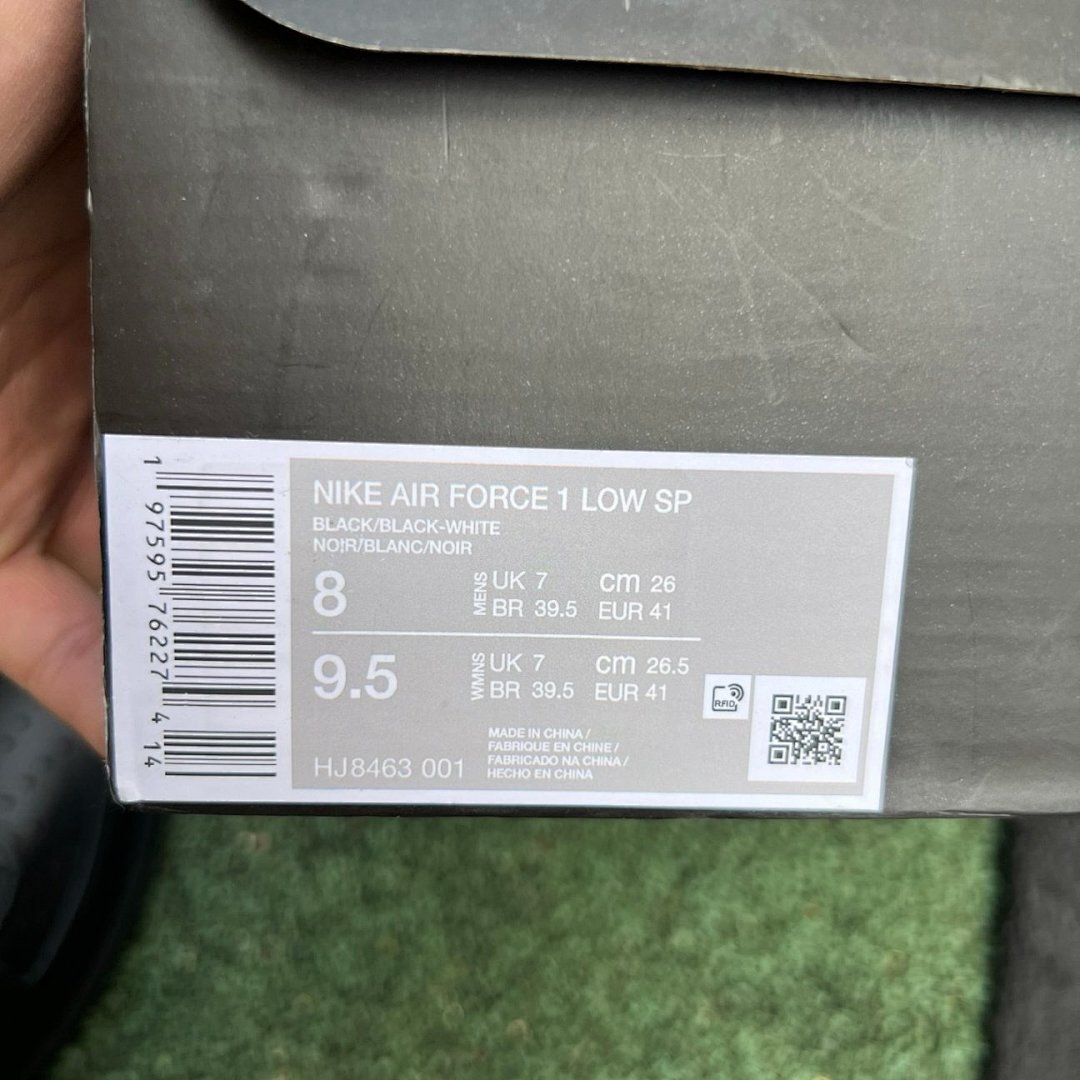 1 97595 76227 4 14
NIKE AIR FORCE 1 LOW SP
BLACK/BLACK-WHITE
NOIR/BLANC/NOIR
8 MENS UK 7 cm 26
BR 39.5 EUR 41
9.5 WMNS UK 7 cm 26.5
BR 39.5 EUR 41
RFID
MADE IN CHINA /
FABRIQUE EN CHINE /
FABRICADO NA CHINA /
HECHO EN CHINA
HJ8463 001